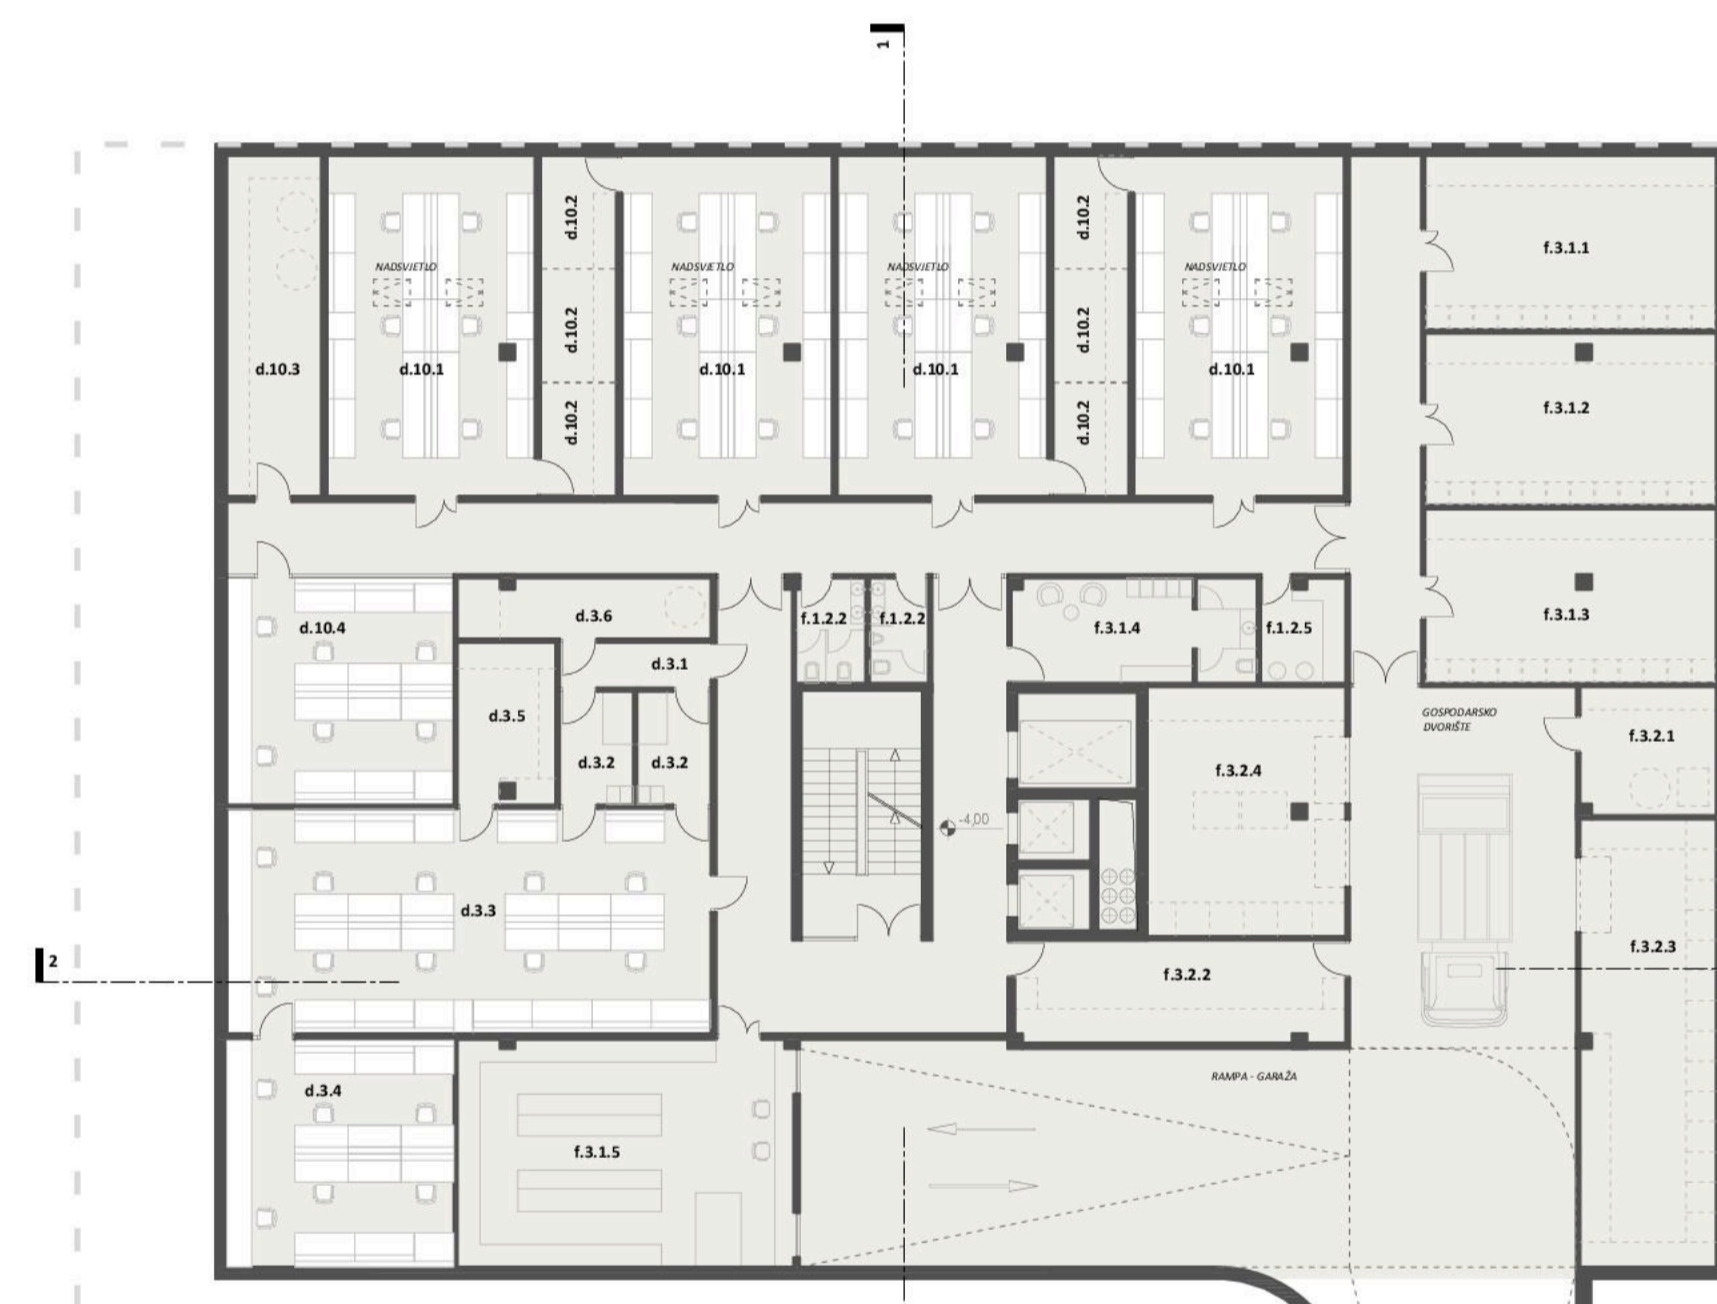 1
d.10.2
d.10.2
f.3.1.1
NADSVJETLO
NADSVJETLO
NADSVJETLO
NADSVJETLO
d.10.2
d.10.2
d.10.3
d.10.1
d.10.1
d.10.1
d.10.1
f.3.1.2
d.10.2
d.10.2
d.3.6
f.1.2.2
f.1.2.2
f.3.1.4
f.1.2.5
f.3.1.3
d.10.4
d.3.1
d.3.5
GOSPODARSKO
DVORIŠTE
f.3.2.1
d.3.2
d.3.2
f.3.2.4
-4,00
d.3.3
f.3.2.3
2
f.3.2.2
RAMPA - GARAŽA
d.3.4
f.3.1.5